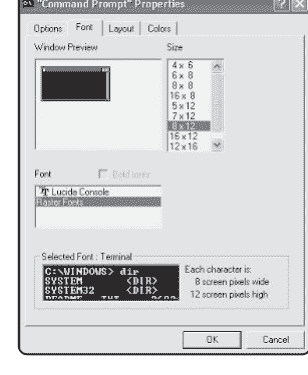 "Command Prompt" Properties
Options Font Layout Colors
Window Preview Size
4 x 6
6 x 8
8 x 8
16 x 8
5 x 12
7 x 12
8 x 12
16 x 12
12 x 16
Font Bold fonts
Lucida Console
Raster Fonts
Selected Font : Terminal
C:\WINDOWS> dir
SYSTEM <DIR>
SYSTEM32 <DIR>
README TXT
Each character is:
8 screen pixels wide
12 screen pixels high
OK Cancel